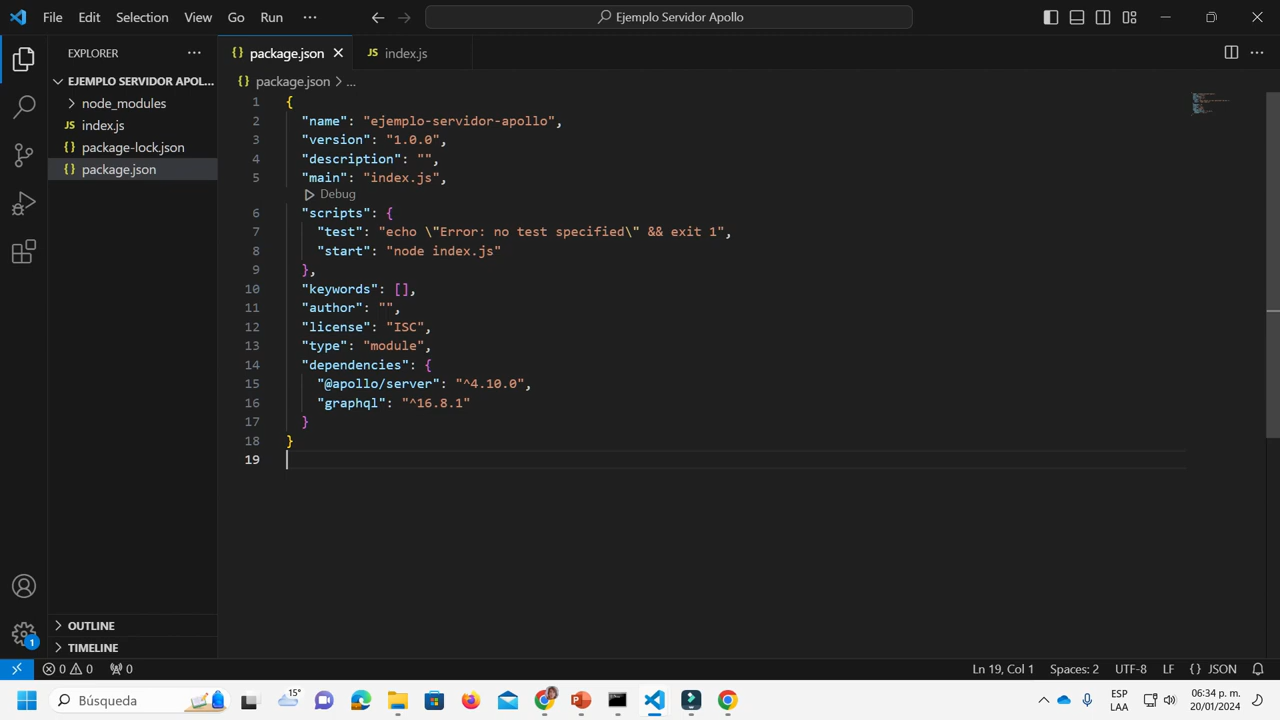 File Edit Selection View Go Run ··· Ejemplo Servidor Apollo
EXPLORER ···
EJEMPLO SERVIDOR APOL...
node_modules
JS index.js
{} package-lock.json
{} package.json
OUTLINE
TIMELINE
{} package.json JS index.js
{} package.json > ...
1 {
2 "name": "ejemplo-servidor-apollo",
3 "version": "1.0.0",
4 "description": "",
5 "main": "index.js",
Debug
6 "scripts": {
7 "test": "echo \"Error: no test specified\" && exit 1",
8 "start": "node index.js"
9 },
10 "keywords": [],
11 "author": "",
12 "license": "ISC",
13 "type": "module",
14 "dependencies": {
15 "@apollo/server": "^4.10.0",
16 "graphql": "^16.8.1"
17 }
18 }
19
1
0 0 0 Ln 19, Col 1 Spaces: 2 UTF-8 LF {} JSON
Búsqueda 15° ESP LAA 06:34 p. m. 20/01/2024